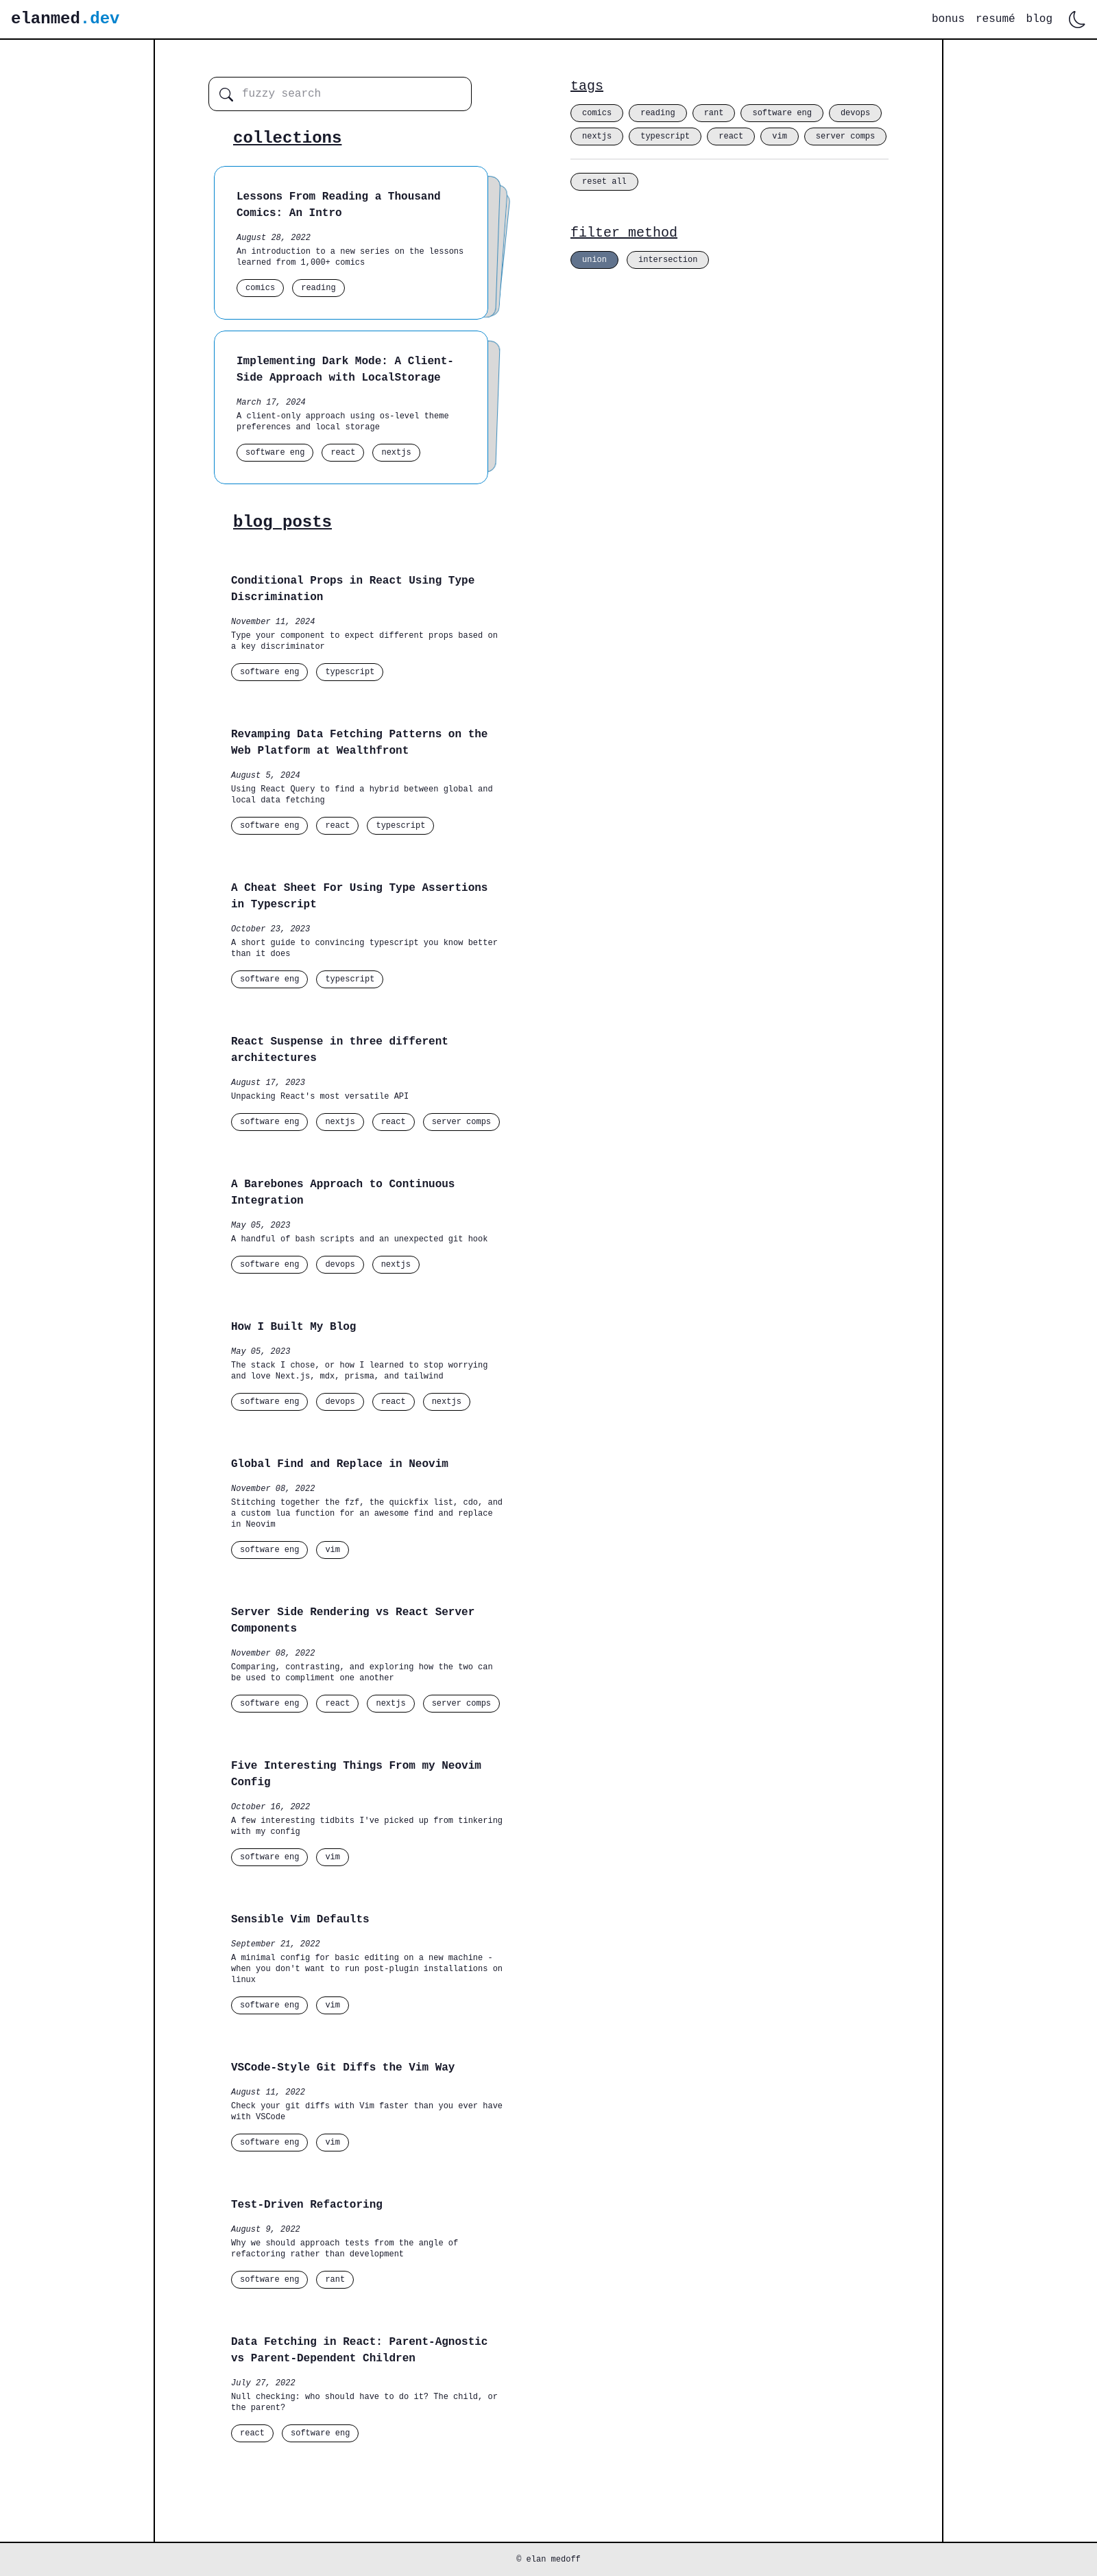 elanmed.dev
bonus resumé blog
fuzzy search
collections
Lessons From Reading a Thousand
Comics: An Intro
August 28, 2022
An introduction to a new series on the lessons
learned from 1,000+ comics
comics reading
Implementing Dark Mode: A Client-
Side Approach with LocalStorage
March 17, 2024
A client-only approach using os-level theme
preferences and local storage
software eng react nextjs
tags
comics reading rant software eng devops
nextjs typescript react vim server comps
reset all
filter method
union intersection
blog posts
Conditional Props in React Using Type
Discrimination
November 11, 2024
Type your component to expect different props based on
a key discriminator
software eng typescript
Revamping Data Fetching Patterns on the
Web Platform at Wealthfront
August 5, 2024
Using React Query to find a hybrid between global and
local data fetching
software eng react typescript
A Cheat Sheet For Using Type Assertions
in Typescript
October 23, 2023
A short guide to convincing typescript you know better
than it does
software eng typescript
React Suspense in three different
architectures
August 17, 2023
Unpacking React's most versatile API
software eng nextjs react server comps
A Barebones Approach to Continuous
Integration
May 05, 2023
A handful of bash scripts and an unexpected git hook
software eng devops nextjs
How I Built My Blog
May 05, 2023
The stack I chose, or how I learned to stop worrying
and love Next.js, mdx, prisma, and tailwind
software eng devops react nextjs
Global Find and Replace in Neovim
November 08, 2022
Stitching together the fzf, the quickfix list, cdo, and
a custom lua function for an awesome find and replace
in Neovim
software eng vim
Server Side Rendering vs React Server
Components
November 08, 2022
Comparing, contrasting, and exploring how the two can
be used to compliment one another
software eng react nextjs server comps
Five Interesting Things From my Neovim
Config
October 16, 2022
A few interesting tidbits I've picked up from tinkering
with my config
software eng vim
Sensible Vim Defaults
September 21, 2022
A minimal config for basic editing on a new machine -
when you don't want to run post-plugin installations on
linux
software eng vim
VSCode-Style Git Diffs the Vim Way
August 11, 2022
Check your git diffs with Vim faster than you ever have
with VSCode
software eng vim
Test-Driven Refactoring
August 9, 2022
Why we should approach tests from the angle of
refactoring rather than development
software eng rant
Data Fetching in React: Parent-Agnostic
vs Parent-Dependent Children
July 27, 2022
Null checking: who should have to do it? The child, or
the parent?
react software eng
© elan medoff